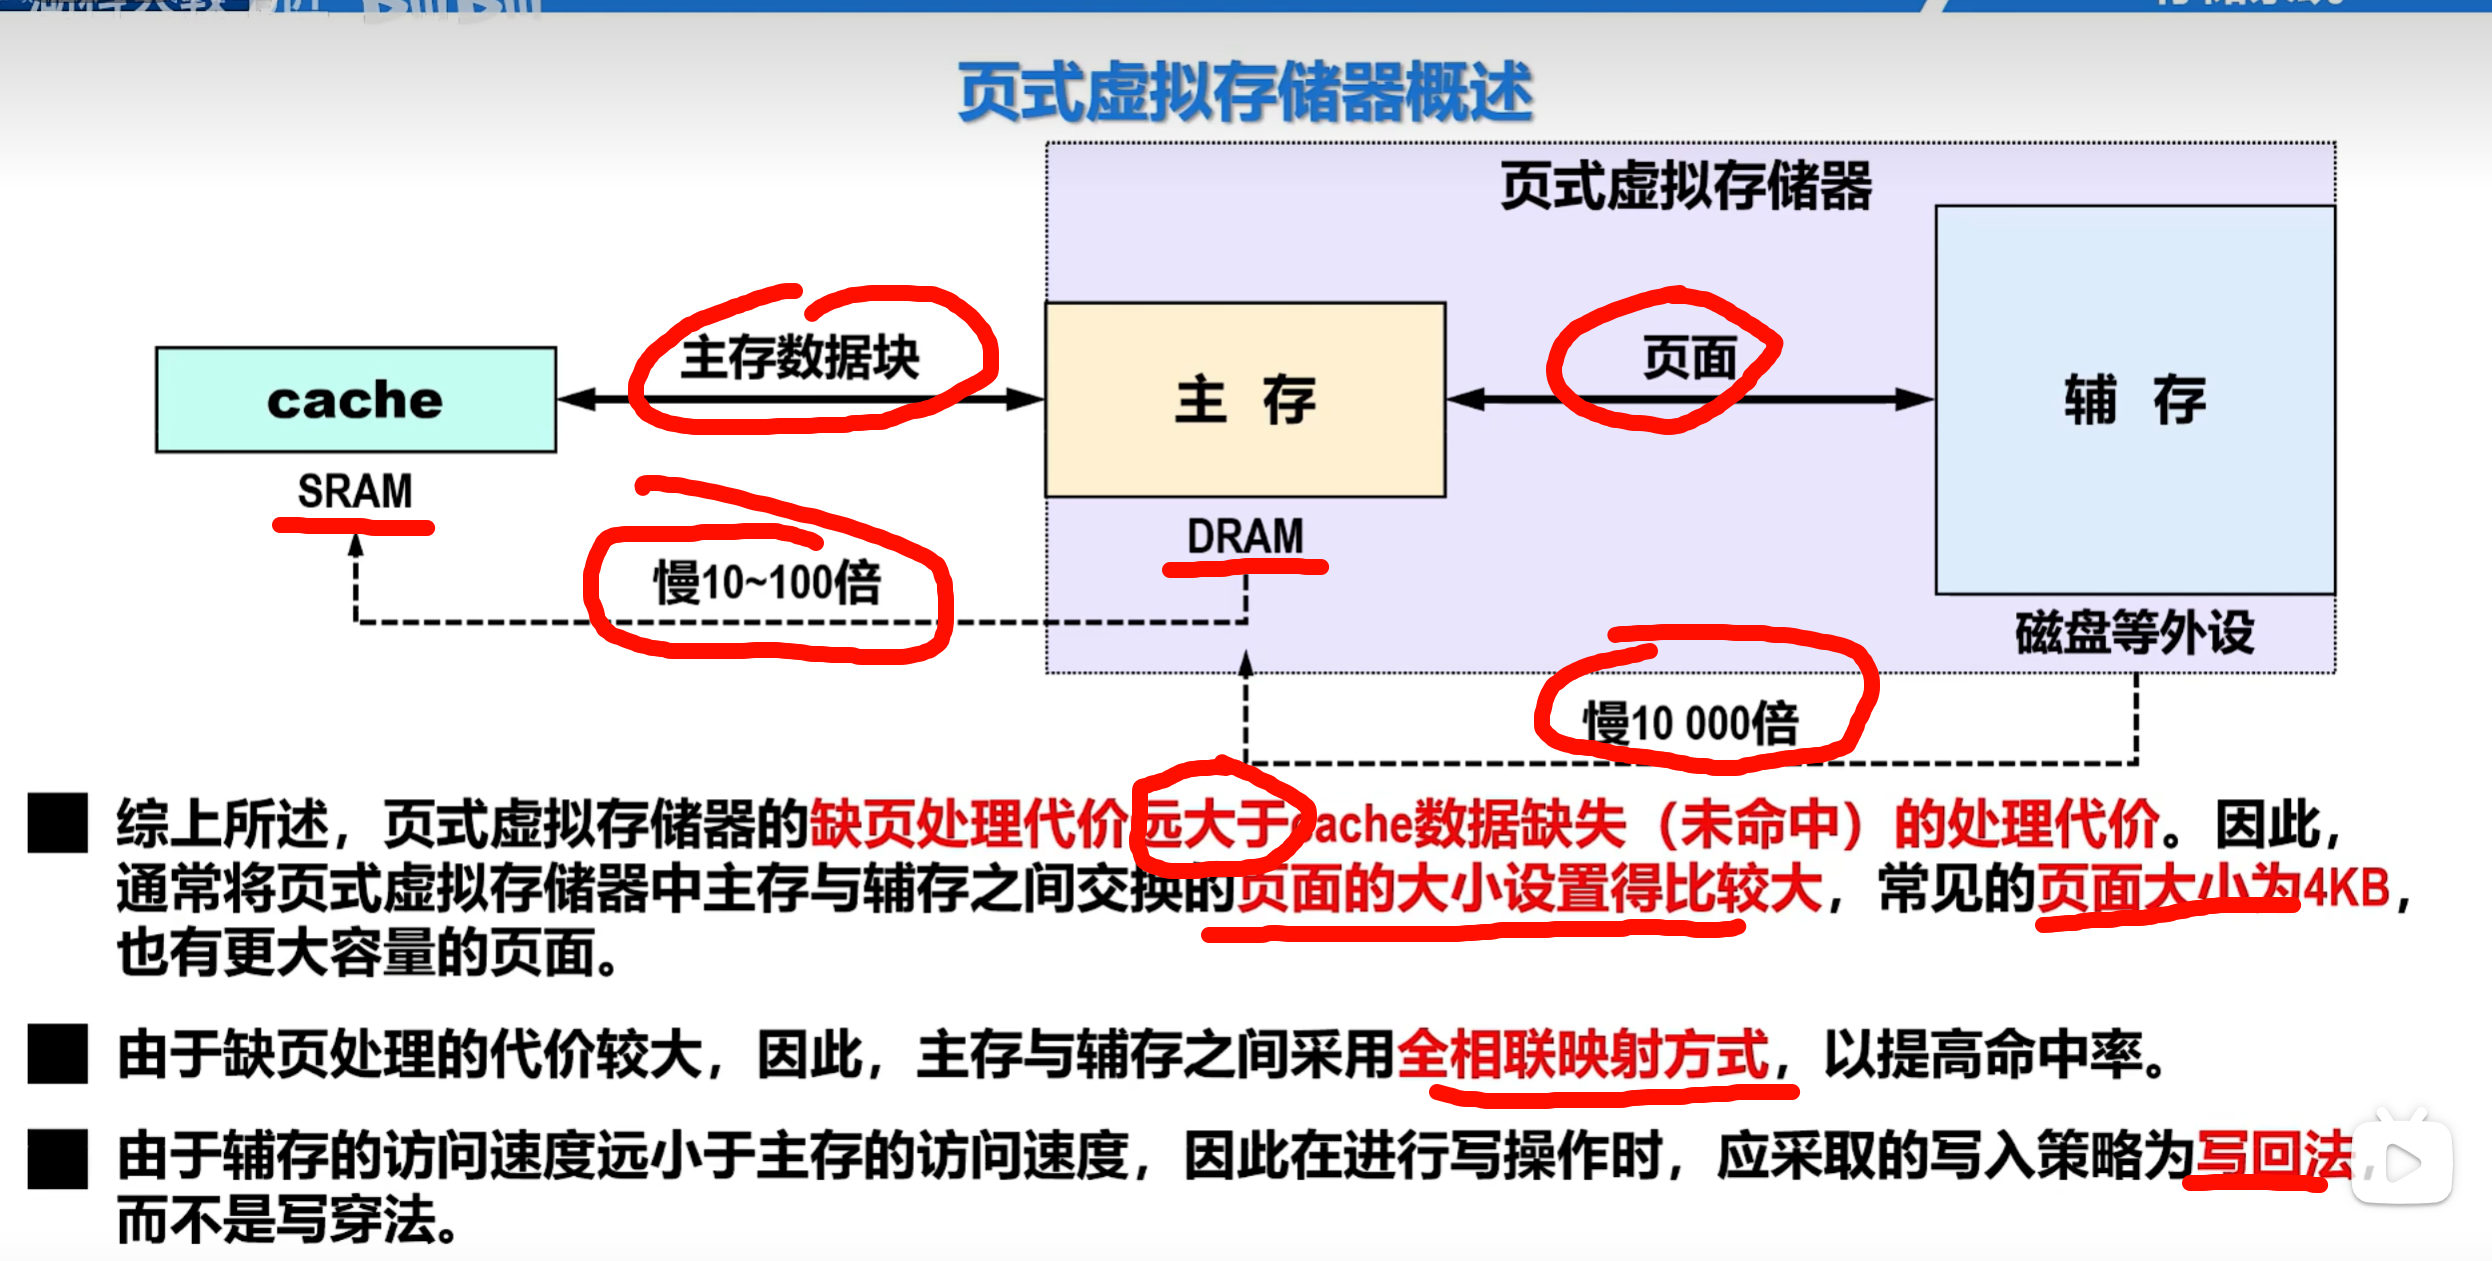 页式虚拟存储器概述
页式虚拟存储器
主存数据块
页面
cache
主 存
辅 存
SRAM
DRAM
慢10~100倍
磁盘等外设
慢10 000倍
综上所述，页式虚拟存储器的缺页处理代价远大于cache数据缺失（未命中）的处理代价。因此，
通常将页式虚拟存储器中主存与辅存之间交换的页面的大小设置得比较大，常见的页面大小为4KB，
也有更大容量的页面。
由于缺页处理的代价较大，因此，主存与辅存之间采用全相联映射方式，以提高命中率。
由于辅存的访问速度远小于主存的访问速度，因此在进行写操作时，应采取的写入策略为写回法，
而不是写穿法。